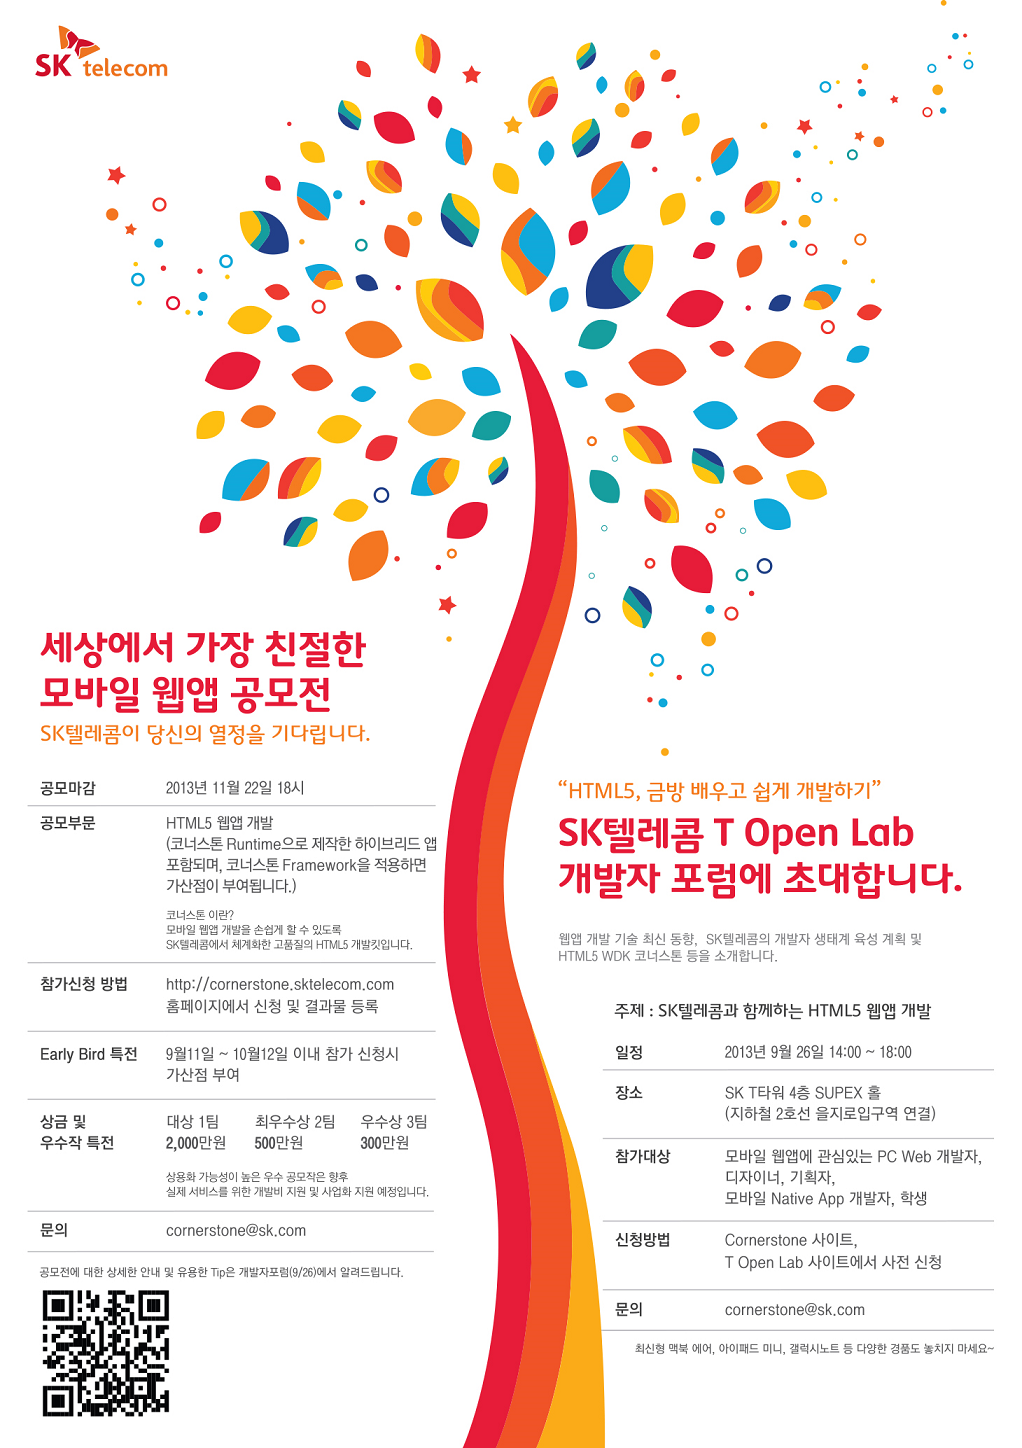 SK telecom
세상에서 가장 친절한
모바일 웹앱 공모전
SK텔레콤이 당신의 열정을 기다립니다.
공모마감 2013년 11월 22일 18시
공모부문 HTML5 웹앱 개발
(코너스톤 Runtime으로 제작한 하이브리드 앱
포함되며, 코너스톤 Framework을 적용하면
가산점이 부여됩니다.)
코너스톤 이란?
모바일 웹앱 개발을 손쉽게 할 수 있도록
SK텔레콤에서 체계화한 고품질의 HTML5 개발킷입니다.
참가신청 방법 http://cornerstone.sktelecom.com
홈페이지에서 신청 및 결과물 등록
Early Bird 특전 9월11일 ~ 10월12일 이내 참가 신청시
가산점 부여
상금 및 대상 1팀 최우수상 2팀 우수상 3팀
우수작 특전 2,000만원 500만원 300만원
상용화 가능성이 높은 우수 공모작은 향후
실제 서비스를 위한 개발비 지원 및 사업화 지원 예정입니다.
문의 cornerstone@sk.com
공모전에 대한 상세한 안내 및 유용한 Tip은 개발자포럼(9/26)에서 알려드립니다.
“HTML5, 금방 배우고 쉽게 개발하기”
SK텔레콤 T Open Lab
개발자 포럼에 초대합니다.
웹앱 개발 기술 최신 동향, SK텔레콤의 개발자 생태계 육성 계획 및
HTML5 WDK 코너스톤 등을 소개합니다.
주제 : SK텔레콤과 함께하는 HTML5 웹앱 개발
일정 2013년 9월 26일 14:00 ~ 18:00
장소 SK T타워 4층 SUPEX 홀
(지하철 2호선 을지로입구역 연결)
참가대상 모바일 웹앱에 관심있는 PC Web 개발자,
디자이너, 기획자,
모바일 Native App 개발자, 학생
신청방법 Cornerstone 사이트,
T Open Lab 사이트에서 사전 신청
문의 cornerstone@sk.com
최신형 맥북 에어, 아이패드 미니, 갤럭시노트 등 다양한 경품도 놓치지 마세요~